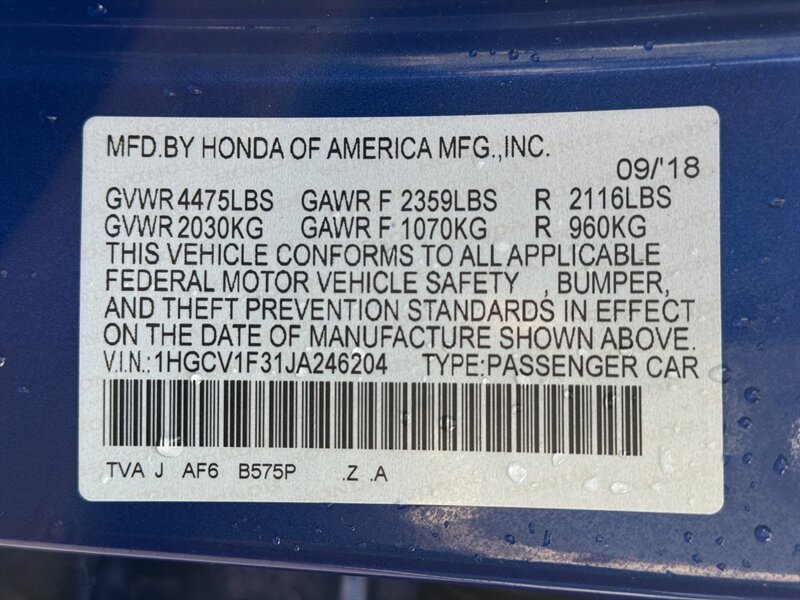 MFD.BY HONDA OF AMERICA MFG.,INC.
09/'18
GVWR 4475LBS GAWR F 2359LBS R 2116LBS
GVWR 2030KG GAWR F 1070KG R 960KG
THIS VEHICLE CONFORMS TO ALL APPLICABLE
FEDERAL MOTOR VEHICLE SAFETY , BUMPER,
AND THEFT PREVENTION STANDARDS IN EFFECT
ON THE DATE OF MANUFACTURE SHOWN ABOVE.
V.I.N.:1HGCV1F31JA246204 TYPE:PASSENGER CAR
TVA J AF6 B575P .Z .A